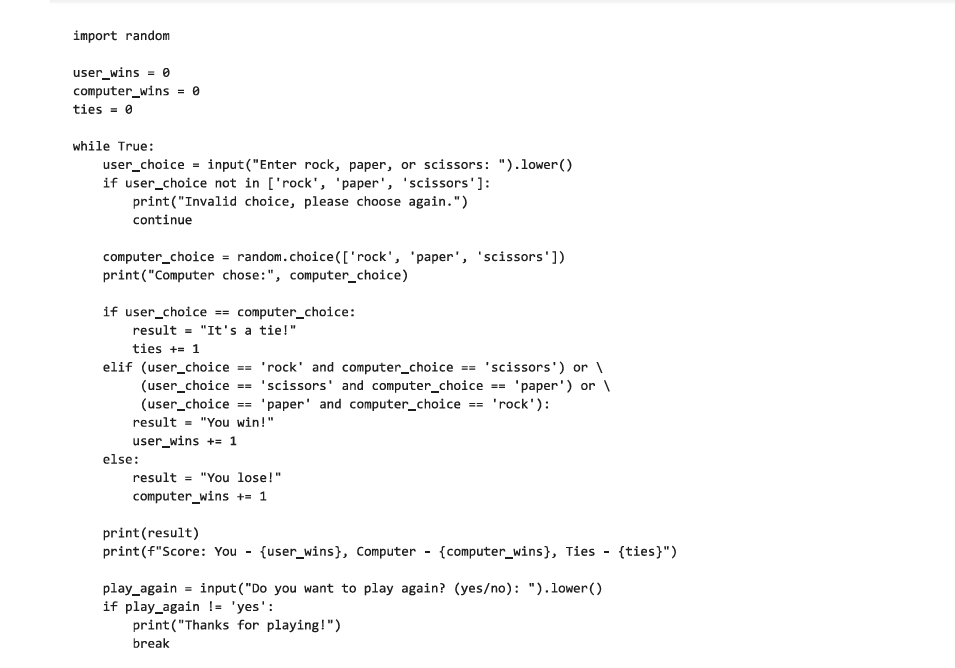 import random

user_wins = 0
computer_wins = 0
ties = 0

while True:
    user_choice = input("Enter rock, paper, or scissors: ").lower()
    if user_choice not in ['rock', 'paper', 'scissors']:
        print("Invalid choice, please choose again.")
        continue

    computer_choice = random.choice(['rock', 'paper', 'scissors'])
    print("Computer chose:", computer_choice)

    if user_choice == computer_choice:
        result = "It's a tie!"
        ties += 1
    elif (user_choice == 'rock' and computer_choice == 'scissors') or \
         (user_choice == 'scissors' and computer_choice == 'paper') or \
         (user_choice == 'paper' and computer_choice == 'rock'):
        result = "You win!"
        user_wins += 1
    else:
        result = "You lose!"
        computer_wins += 1

    print(result)
    print(f"Score: You - {user_wins}, Computer - {computer_wins}, Ties - {ties}")

    play_again = input("Do you want to play again? (yes/no): ").lower()
    if play_again != 'yes':
        print("Thanks for playing!")
        break